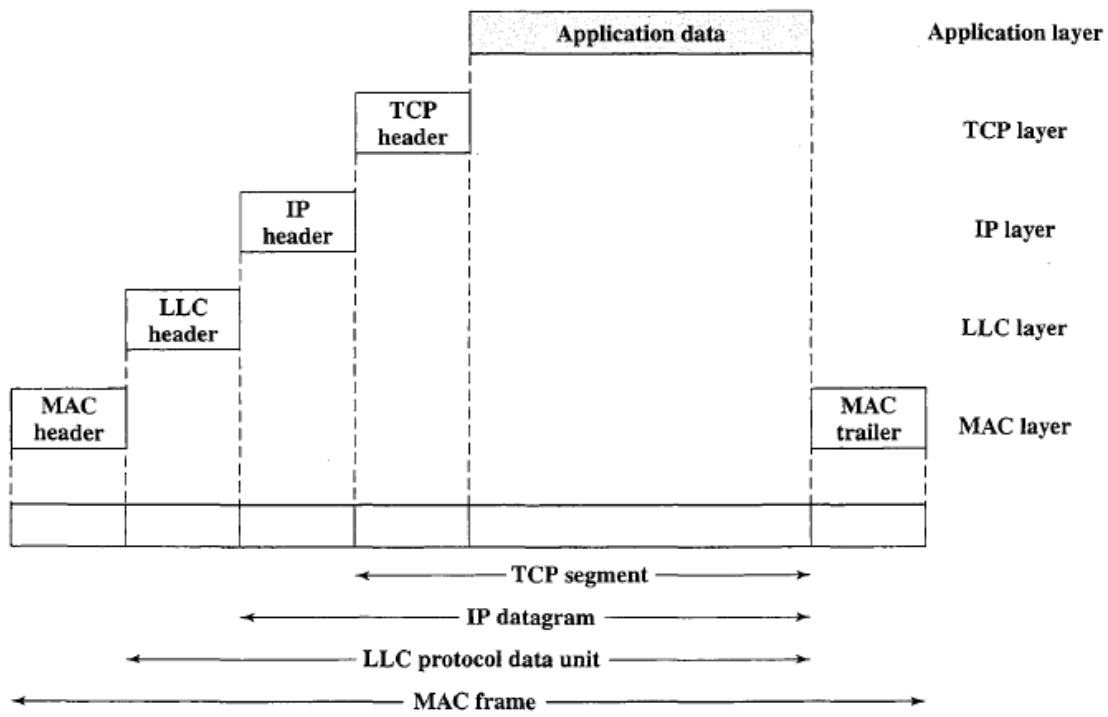 Application data
Application layer
TCP
header
TCP layer
IP
header
IP layer
LLC
header
LLC layer
MAC
header
MAC
trailer
MAC layer
TCP segment
IP datagram
LLC protocol data unit
MAC frame